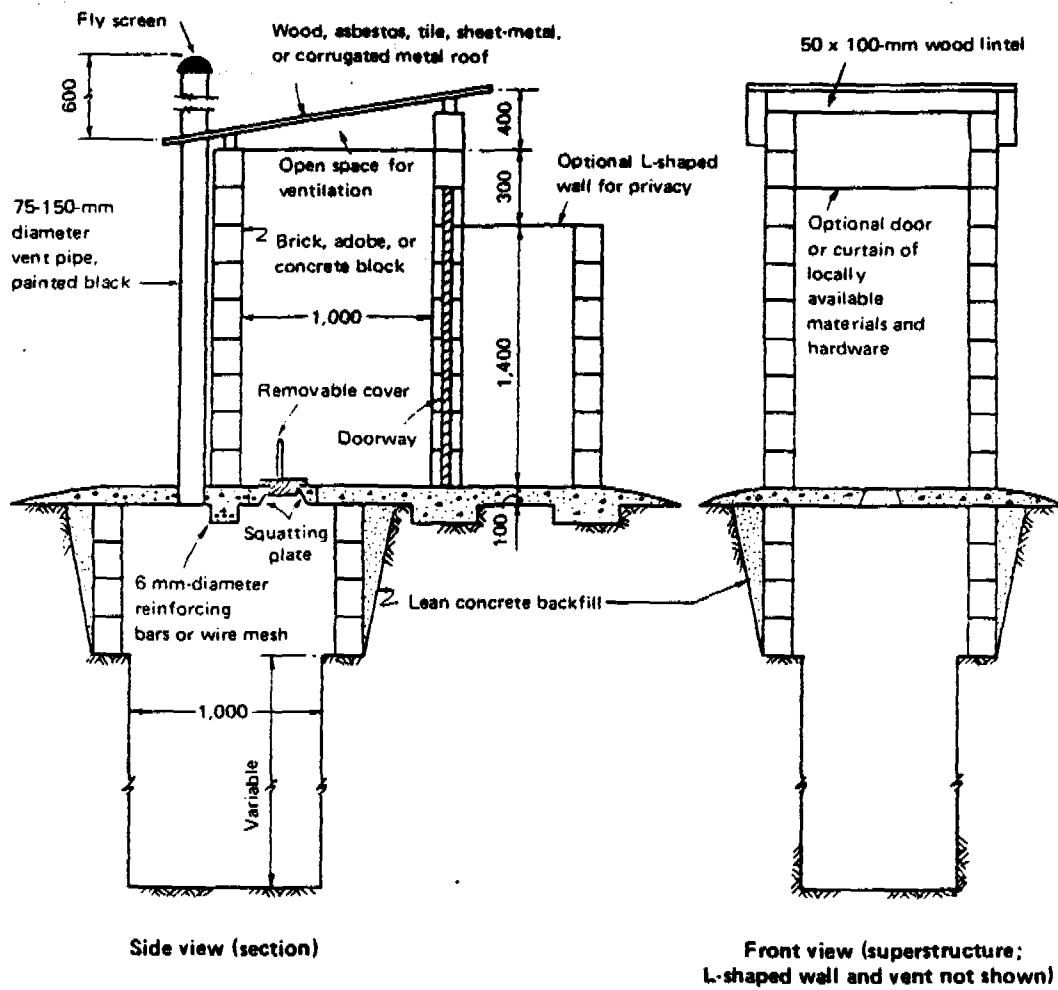 Fly screen
Wood, asbestos, tile, sheet-metal,
or corrugated metal roof
50 x 100-mm wood lintel
600
400
Open space for
ventilation
Optional L-shaped
wall for privacy
300
75-150-mm
diameter
vent pipe,
painted black
Brick, adobe, or
concrete block
Optional door
or curtain of
locally
available
materials and
hardware
1,000
1,400
Removable cover
Doorway
Squatting
plate
100
6 mm-diameter
reinforcing
bars or wire mesh
Lean concrete backfill
1,000
Variable
Side view (section)
Front view (superstructure;
L-shaped wall and vent not shown)